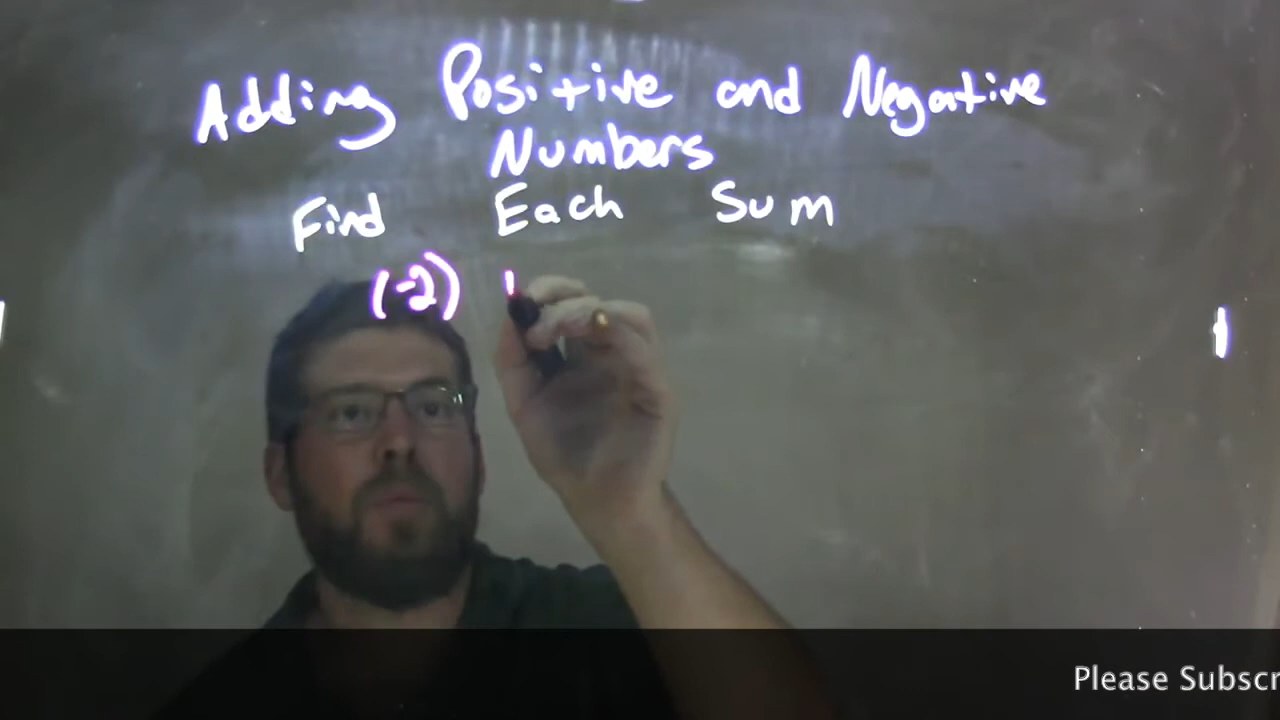 Adding Positive and Negative
Numbers
Find Each Sum
(-2)
Please Subscr